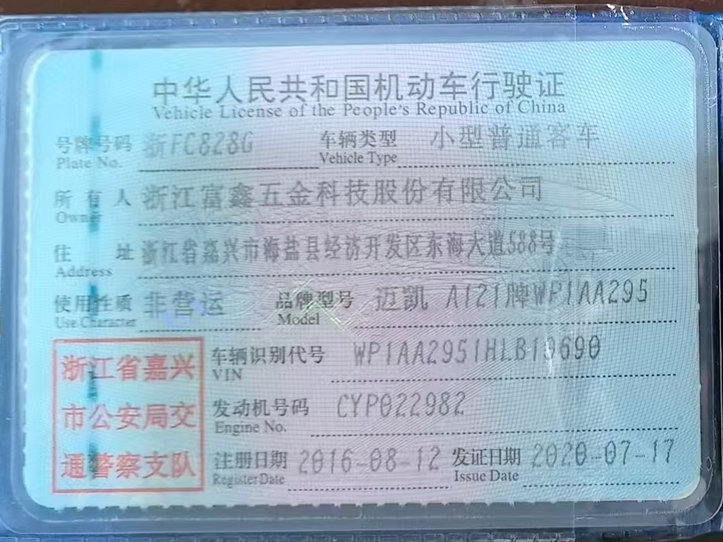 中华人民共和国机动车行驶证
Vehicle License of the People's Republic of China
号牌号码 浙FC828G 车辆类型 小型普通客车
Plate No. Vehicle Type
所有人 浙江富鑫五金科技股份有限公司
Owner
住址 浙江省嘉兴市海盐县经济开发区东海大道588号
Address
使用性质 非营运 品牌型号 迈凯 A121牌WP1AA295
Use Character Model
浙江省嘉兴 车辆识别代号 WP1AA2951HLB10690
VIN
市公安局交 发动机号码 CYP022982
Engine No.
通警察支队 注册日期 2016-08-12 发证日期 2020-07-17
Register Date Issue Date